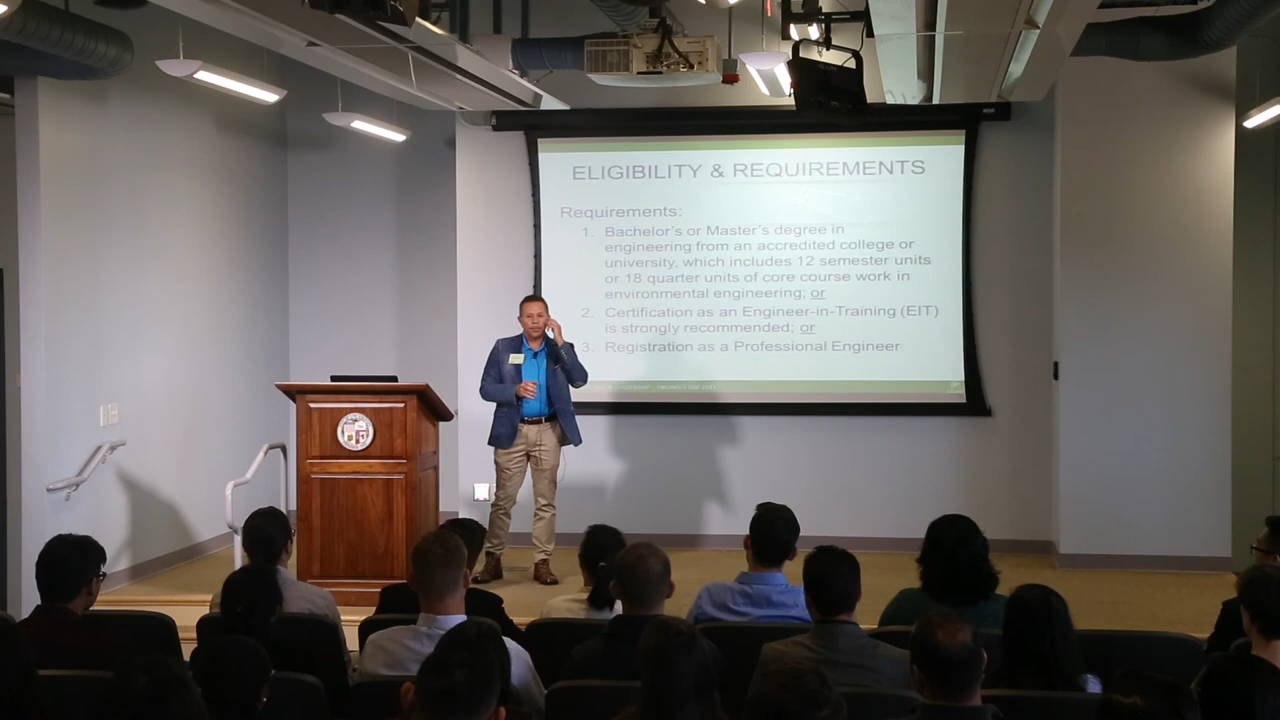 ELIGIBILITY & REQUIREMENTS
Requirements:
1. Bachelor's or Master's degree in
engineering from an accredited college or
university, which includes 12 semester units
or 18 quarter units of core course work in
environmental engineering; or
2. Certification as an Engineer-in-Training (EIT)
is strongly recommended; or
3. Registration as a Professional Engineer